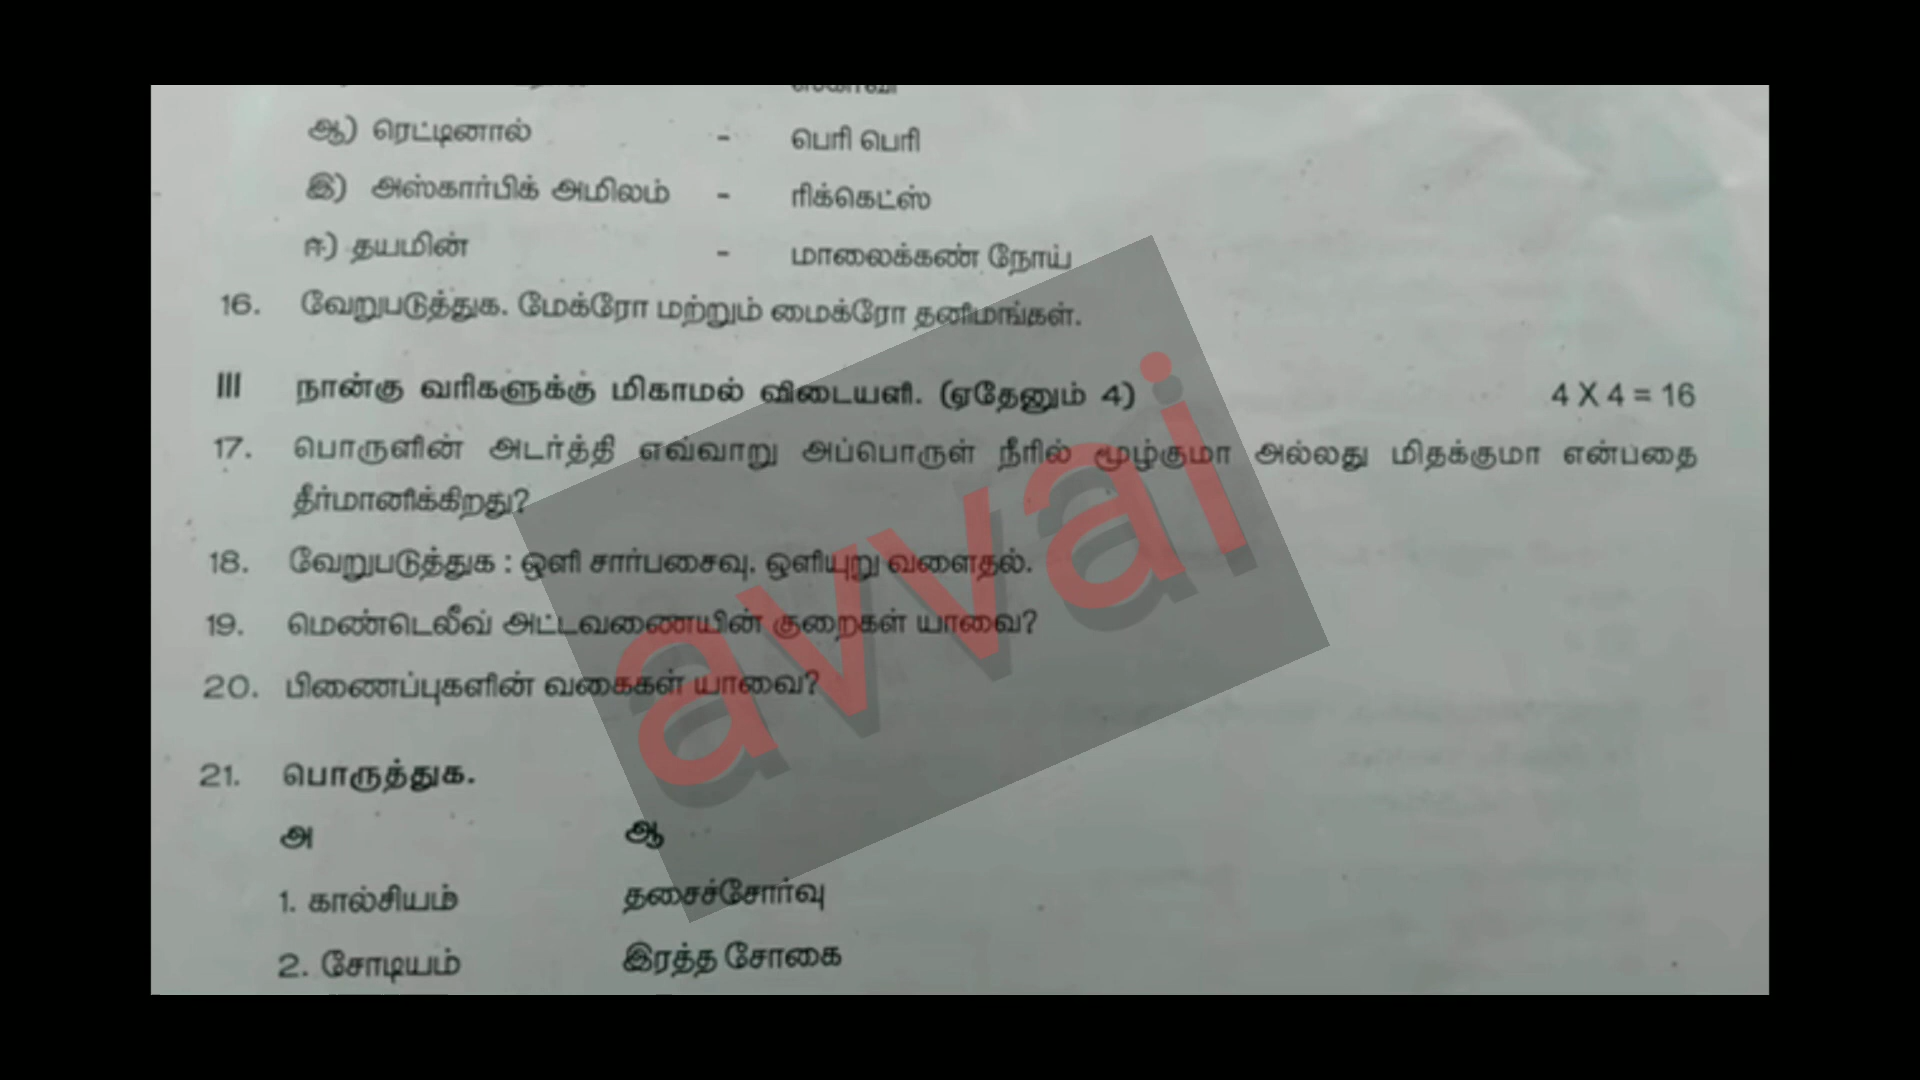 ஆ) ரெட்டினால் - பெரி பெரி
இ) அஸ்கார்பிக் அமிலம் - ரிக்கெட்ஸ்
ஈ) தயமின் - மாலைக்கண் நோய்
16. வேறுபடுத்துக. மேக்ரோ மற்றும் மைக்ரோ தனிமங்கள்.
III நான்கு வரிகளுக்கு மிகாமல் விடையளி. (ஏதேனும் 4) 4 X 4 = 16
17. பொருளின் அடர்த்தி எவ்வாறு அப்பொருள் நீரில் மூழ்குமா அல்லது மிதக்குமா என்பதை
தீர்மானிக்கிறது?
18. வேறுபடுத்துக : ஒளி சார்பசைவு. ஒளியுறு வளைதல்.
19. மெண்டெலீவ் அட்டவணையின் குறைகள் யாவை?
20. பிணைப்புகளின் வகைகள் யாவை?
21. பொருத்துக.
அ ஆ
1. கால்சியம் தசைச்சோர்வு
2. சோடியம் இரத்த சோகை
avvai